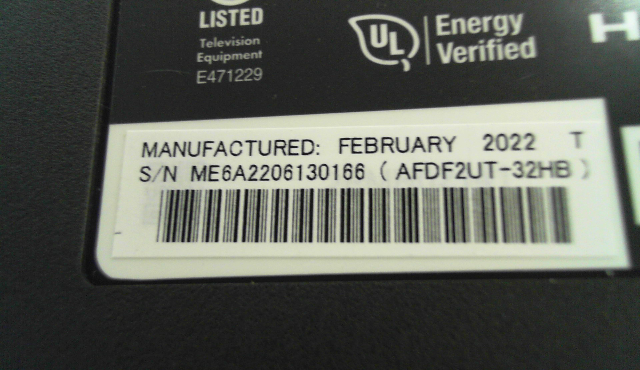 LISTED
Television
Equipment
E471229
UL
Energy
Verified
MANUFACTURED: FEBRUARY 2022 T
S/N ME6A2206130166 ( AFDF2UT-32HB )